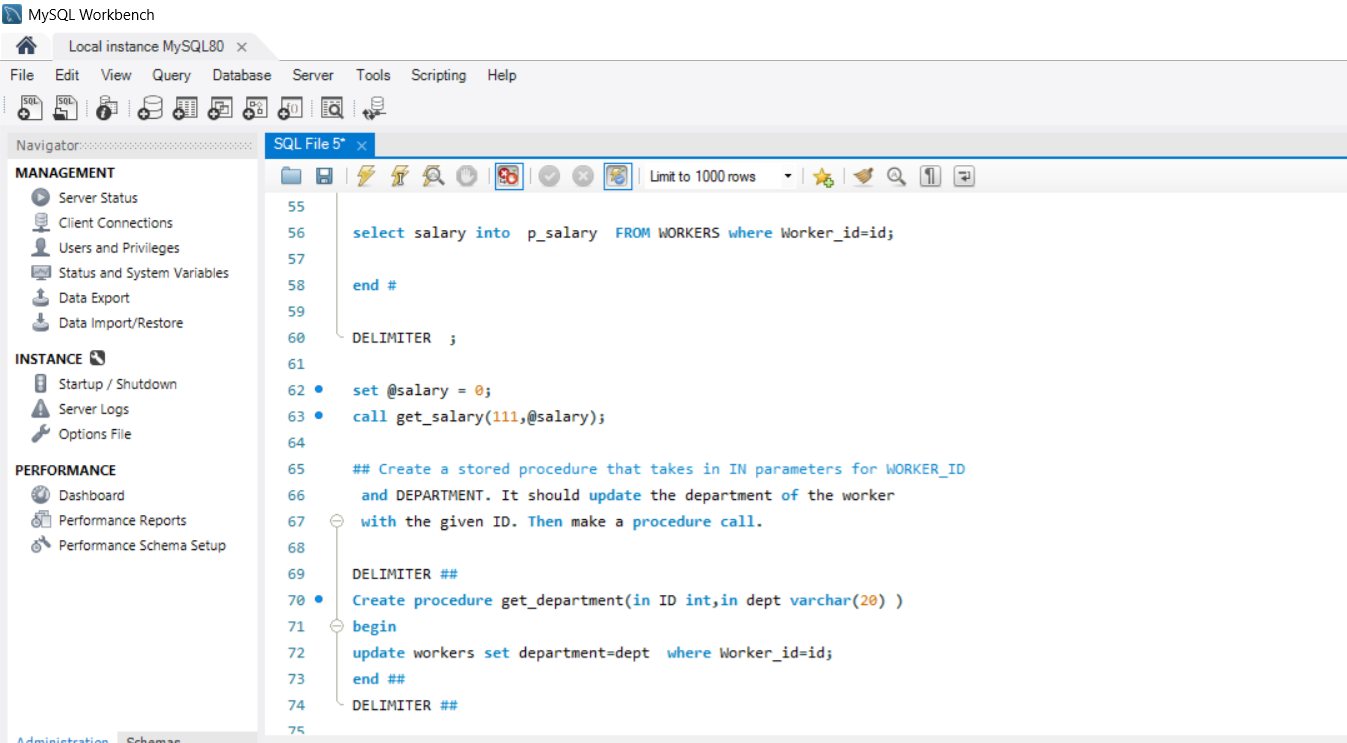 MySQL Workbench
Local instance MySQL80
File Edit View Query Database Server Tools Scripting Help
Navigator
MANAGEMENT
Server Status
Client Connections
Users and Privileges
Status and System Variables
Data Export
Data Import/Restore
INSTANCE
Startup / Shutdown
Server Logs
Options File
PERFORMANCE
Dashboard
Performance Reports
Performance Schema Setup
Administration Schemas
SQL File 5*
Limit to 1000 rows
55
56 select salary into p_salary FROM WORKERS where Worker_id=id;
57
58 end #
59
60 DELIMITER ;
61
62 set @salary = 0;
63 call get_salary(111,@salary);
64
65 ## Create a stored procedure that takes in IN parameters for WORKER_ID
66 and DEPARTMENT. It should update the department of the worker
67 with the given ID. Then make a procedure call.
68
69 DELIMITER ##
70 Create procedure get_department(in ID int,in dept varchar(20) )
71 begin
72 update workers set department=dept where Worker_id=id;
73 end ##
74 DELIMITER ##
75